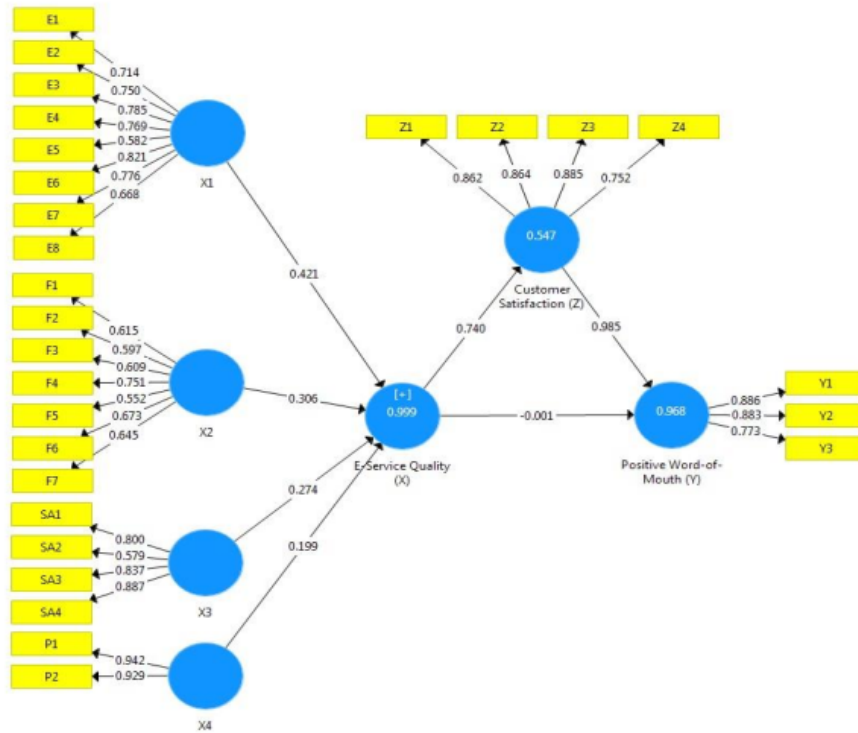 E1
E2
E3
E4
E5
E6
E7
E8
0.714
0.750
0.785
0.769
0.582
0.821
0.776
0.668
X1
0.421
F1
F2
F3
F4
F5
F6
F7
0.615
0.597
0.609
0.751
0.552
0.673
0.645
X2
0.306
SA1
SA2
SA3
SA4
0.800
0.579
0.837
0.887
X3
0.274
P1
P2
0.942
0.929
X4
0.199
[+]
0.999
E-Service Quality
(X)
0.740
-0.001
Z1
Z2
Z3
Z4
0.862
0.864
0.885
0.752
0.547
Customer
Satisfaction (Z)
0.985
0.968
Positive Word-of-
Mouth (Y)
0.886
0.883
0.773
Y1
Y2
Y3